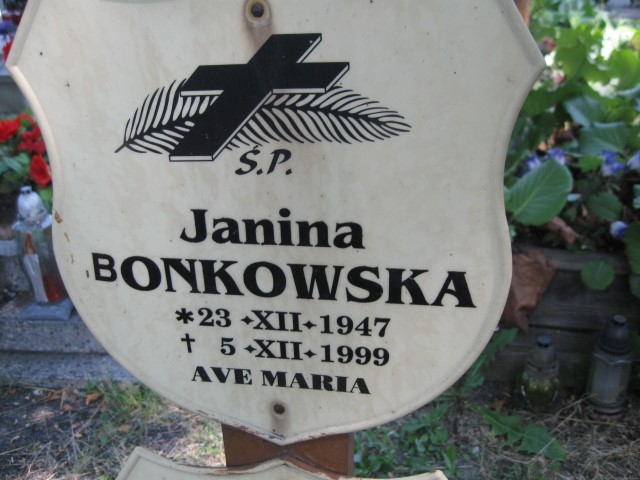 Ś.P.
Janina
BONKOWSKA
*23 ✦XII✦1947
† 5 ✦XII✦1999
AVE MARIA